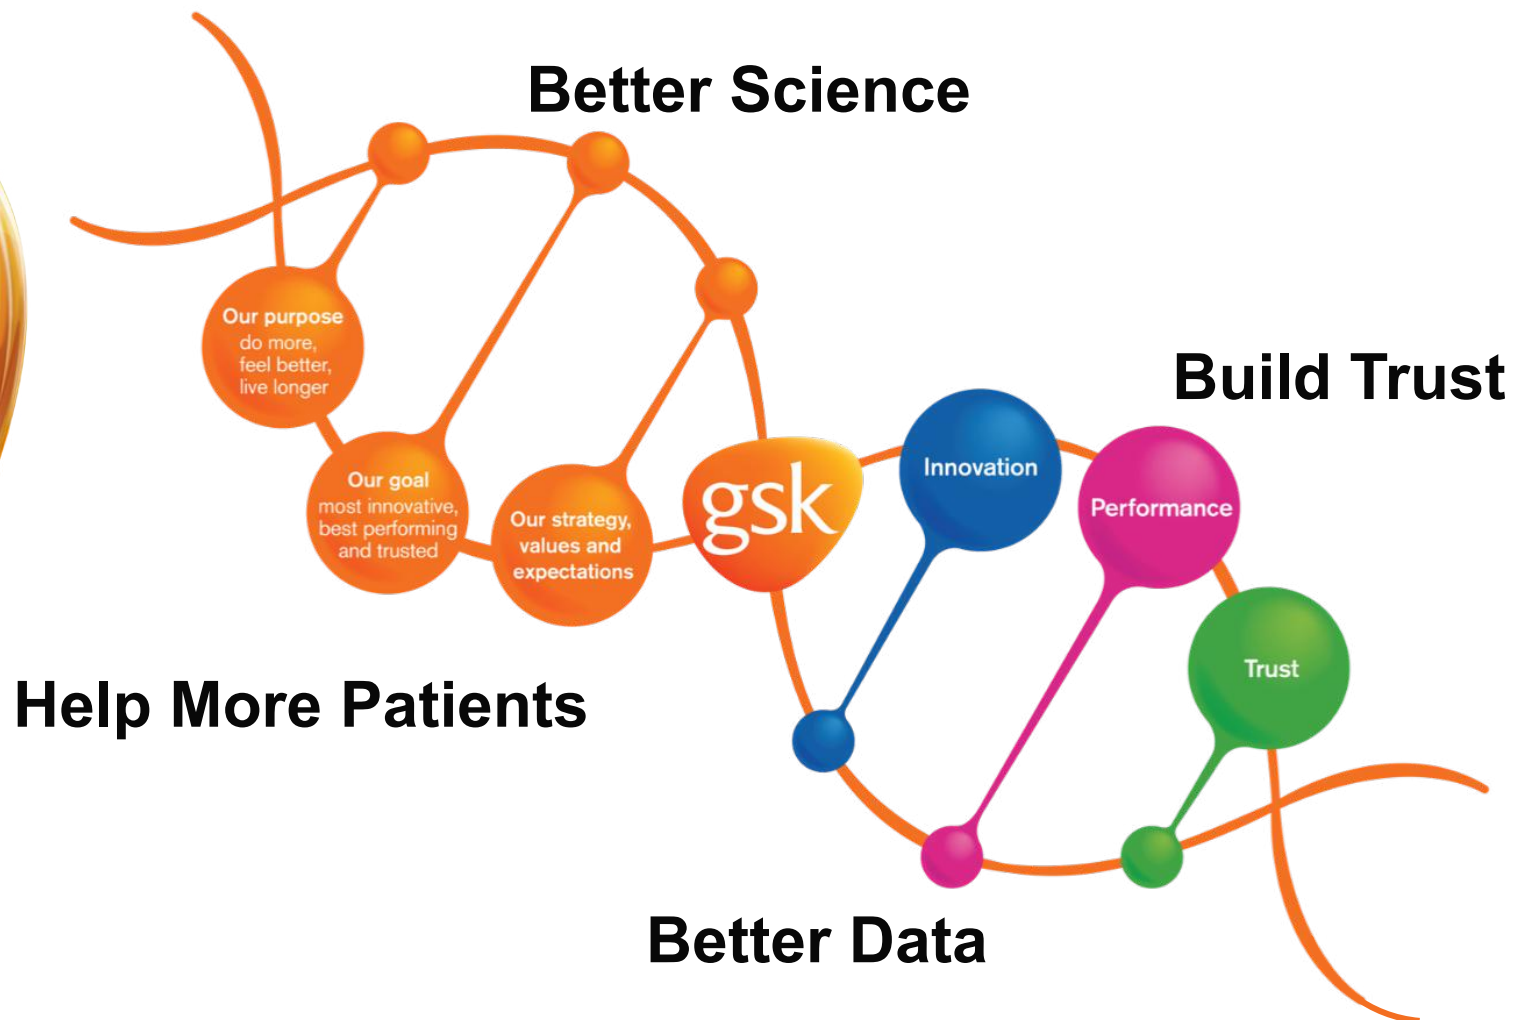 Better Science
Our purpose
do more,
feel better,
live longer
Build Trust
Our goal
most innovative,
best performing
and trusted
Our strategy,
values and
expectations
gsk
Innovation
Performance
Trust
Help More Patients
Better Data